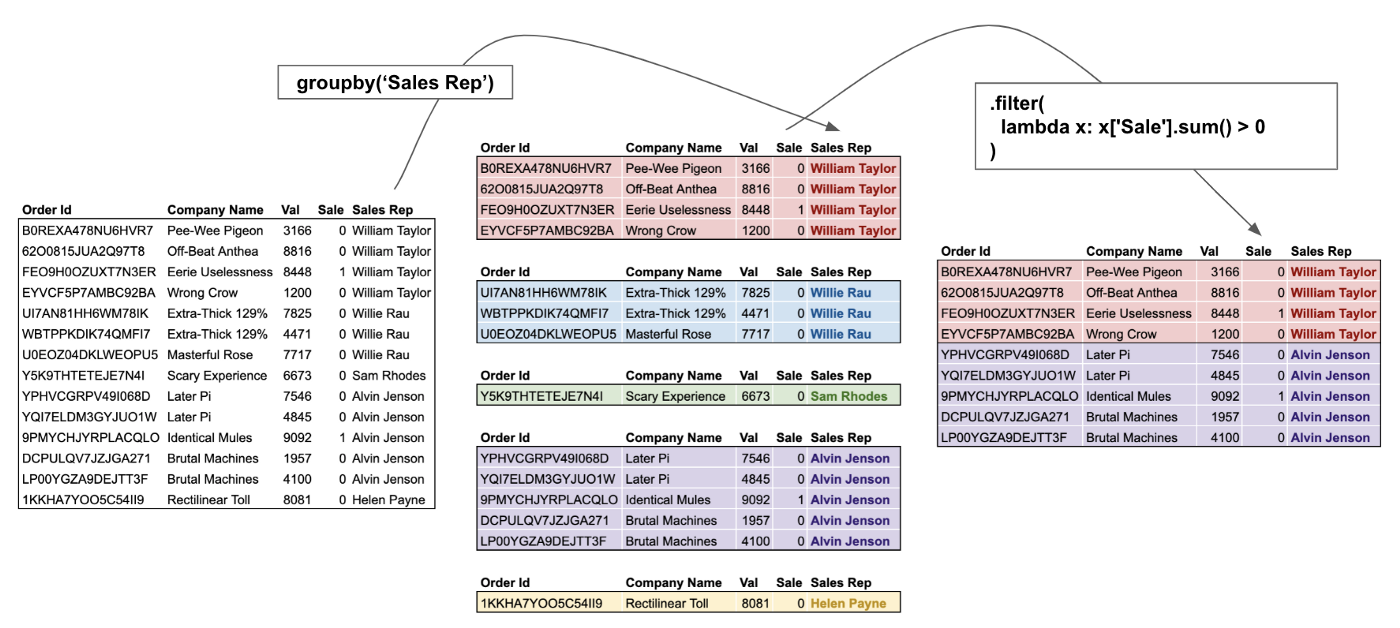 groupby(‘Sales Rep’)
.filter(
lambda x: x['Sale'].sum() > 0
)
Order Id Company Name Val Sale Sales Rep
B0REXA478NU6HVR7 Pee-Wee Pigeon 3166 0 William Taylor
62O0815JUA2Q97T8 Off-Beat Anthea 8816 0 William Taylor
FEO9H0OZUXT7N3ER Eerie Uselessness 8448 1 William Taylor
EYVCF5P7AMBC92BA Wrong Crow 1200 0 William Taylor
UI7AN81HH6WM78IK Extra-Thick 129% 7825 0 Willie Rau
WBTPPKDIK74QMFI7 Extra-Thick 129% 4471 0 Willie Rau
U0EOZ04DKLWEOPU5 Masterful Rose 7717 0 Willie Rau
Y5K9THTETEJE7N4I Scary Experience 6673 0 Sam Rhodes
YPHVCGRPV49I068D Later Pi 7546 0 Alvin Jenson
YQI7ELDM3GYJUO1W Later Pi 4845 0 Alvin Jenson
9PMYCHJYRPLACQLO Identical Mules 9092 1 Alvin Jenson
DCPULQV7JZJGA271 Brutal Machines 1957 0 Alvin Jenson
LP00YGZA9DEJTT3F Brutal Machines 4100 0 Alvin Jenson
1KKHA7YOO5C54II9 Rectilinear Toll 8081 0 Helen Payne
Order Id Company Name Val Sale Sales Rep
B0REXA478NU6HVR7 Pee-Wee Pigeon 3166 0 William Taylor
62O0815JUA2Q97T8 Off-Beat Anthea 8816 0 William Taylor
FEO9H0OZUXT7N3ER Eerie Uselessness 8448 1 William Taylor
EYVCF5P7AMBC92BA Wrong Crow 1200 0 William Taylor
Order Id Company Name Val Sale Sales Rep
UI7AN81HH6WM78IK Extra-Thick 129% 7825 0 Willie Rau
WBTPPKDIK74QMFI7 Extra-Thick 129% 4471 0 Willie Rau
U0EOZ04DKLWEOPU5 Masterful Rose 7717 0 Willie Rau
Order Id Company Name Val Sale Sales Rep
Y5K9THTETEJE7N4I Scary Experience 6673 0 Sam Rhodes
Order Id Company Name Val Sale Sales Rep
YPHVCGRPV49I068D Later Pi 7546 0 Alvin Jenson
YQI7ELDM3GYJUO1W Later Pi 4845 0 Alvin Jenson
9PMYCHJYRPLACQLO Identical Mules 9092 1 Alvin Jenson
DCPULQV7JZJGA271 Brutal Machines 1957 0 Alvin Jenson
LP00YGZA9DEJTT3F Brutal Machines 4100 0 Alvin Jenson
Order Id Company Name Val Sale Sales Rep
1KKHA7YOO5C54II9 Rectilinear Toll 8081 0 Helen Payne
Order Id Company Name Val Sale Sales Rep
B0REXA478NU6HVR7 Pee-Wee Pigeon 3166 0 William Taylor
62O0815JUA2Q97T8 Off-Beat Anthea 8816 0 William Taylor
FEO9H0OZUXT7N3ER Eerie Uselessness 8448 1 William Taylor
EYVCF5P7AMBC92BA Wrong Crow 1200 0 William Taylor
YPHVCGRPV49I068D Later Pi 7546 0 Alvin Jenson
YQI7ELDM3GYJUO1W Later Pi 4845 0 Alvin Jenson
9PMYCHJYRPLACQLO Identical Mules 9092 1 Alvin Jenson
DCPULQV7JZJGA271 Brutal Machines 1957 0 Alvin Jenson
LP00YGZA9DEJTT3F Brutal Machines 4100 0 Alvin Jenson